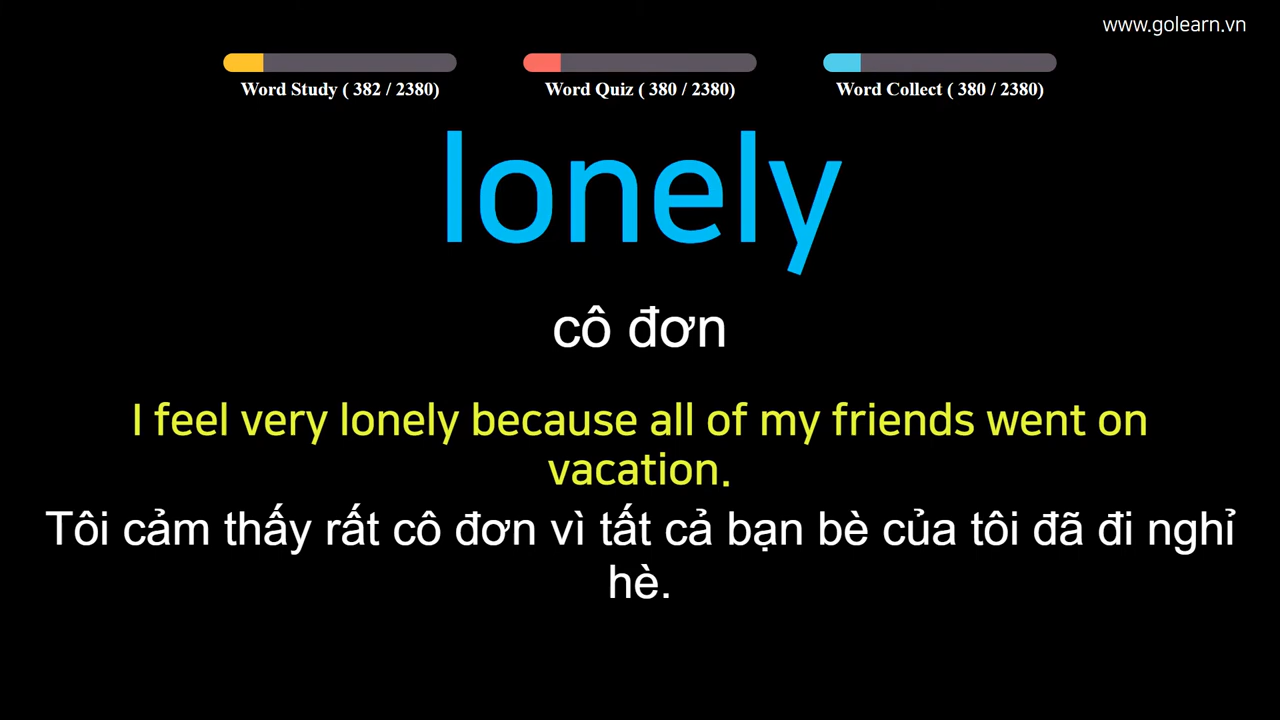 www.golearn.vn
Word Study ( 382 / 2380)
Word Quiz ( 380 / 2380)
Word Collect ( 380 / 2380)
lonely
cô đơn
I feel very lonely because all of my friends went on
vacation.
Tôi cảm thấy rất cô đơn vì tất cả bạn bè của tôi đã đi nghỉ
hè.